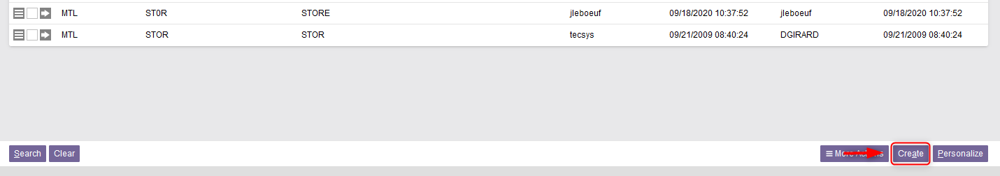 MTL ST0R STORE jleboeuf 09/18/2020 10:37:52 jleboeuf 09/18/2020 10:37:52
MTL STOR STOR tecsys 09/21/2009 08:40:24 DGIRARD 09/21/2009 08:40:24
Search Clear More Actions Create Personalize